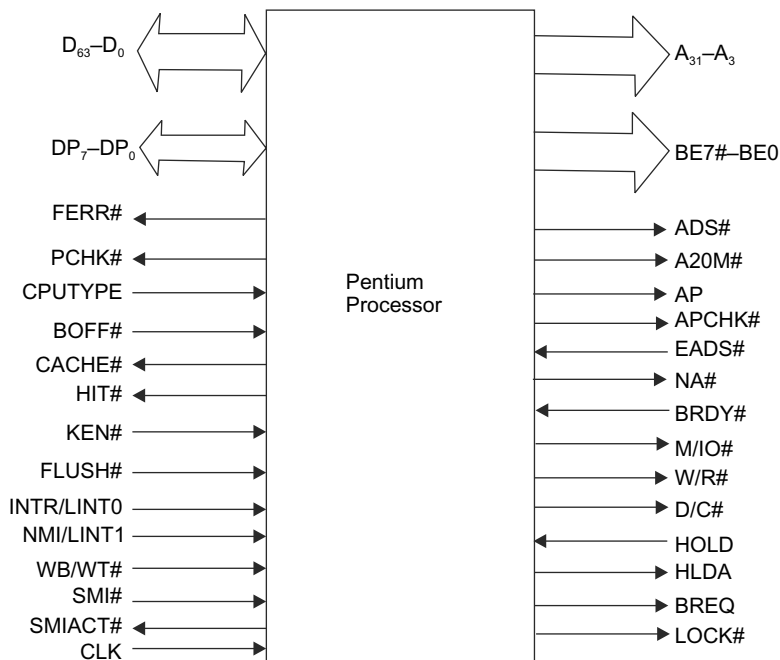 D₆₃–D₀
DP₇–DP₀
FERR#
PCHK#
CPUTYPE
BOFF#
CACHE#
HIT#
KEN#
FLUSH#
INTR/LINT0
NMI/LINT1
WB/WT#
SMI#
SMIACT#
CLK
Pentium
Processor
A₃₁–A₃
BE7#–BE0
ADS#
A20M#
AP
APCHK#
EADS#
NA#
BRDY#
M/IO#
W/R#
D/C#
HOLD
HLDA
BREQ
LOCK#